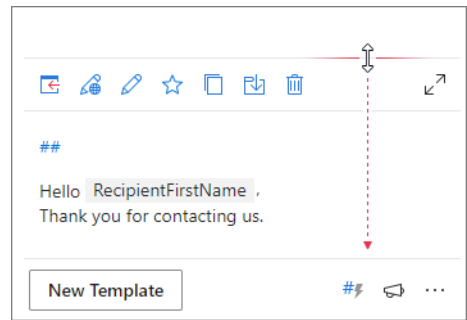 ##
Hello RecipientFirstName ,
Thank you for contacting us.
New Template
#